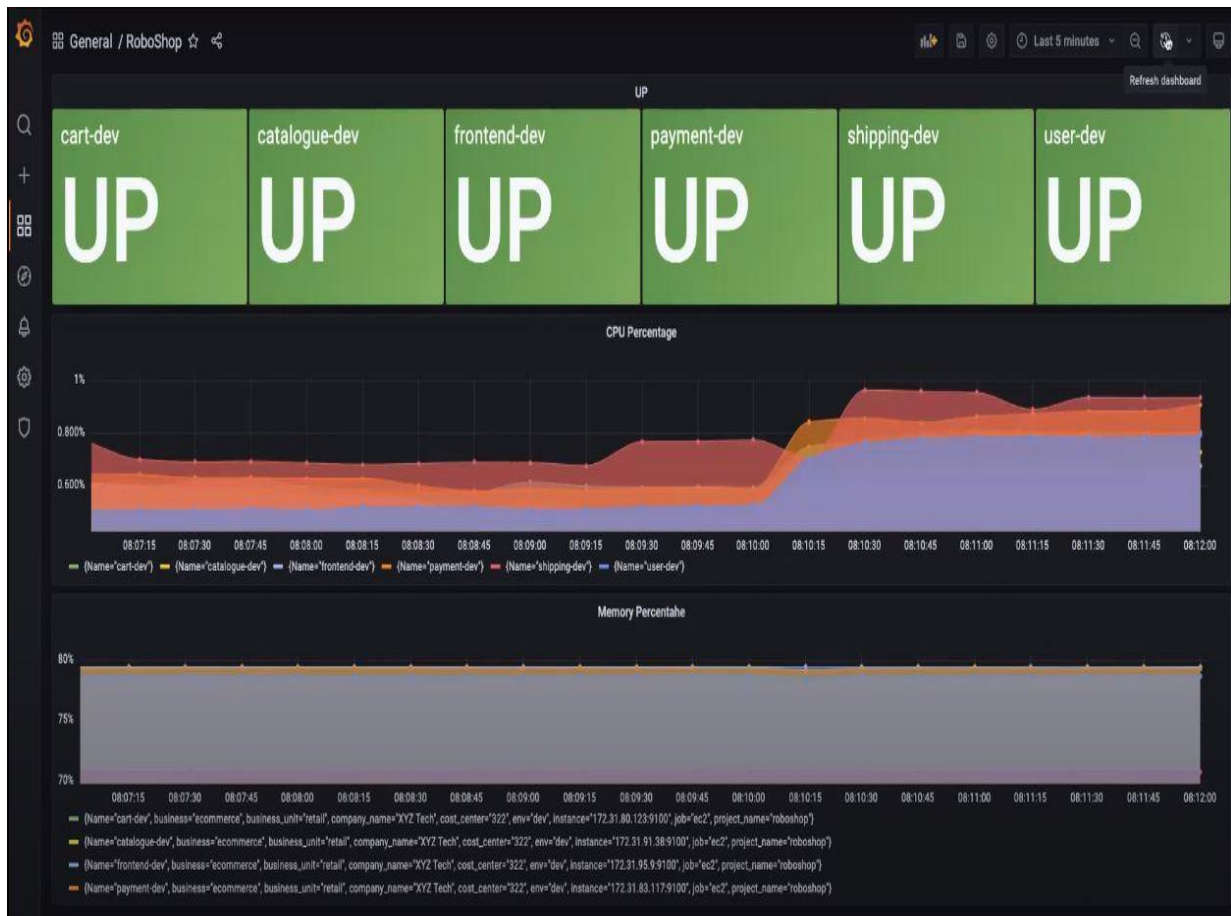 General / RoboShop
Last 5 minutes
Refresh dashboard
UP
cart-dev
UP
catalogue-dev
UP
frontend-dev
UP
payment-dev
UP
shipping-dev
UP
user-dev
UP
CPU Percentage
1%
0.800%
0.600%
08:07:15 08:07:30 08:07:45 08:08:00 08:08:15 08:08:30 08:08:45 08:09:00 08:09:15 08:09:30 08:09:45 08:10:00 08:10:15 08:10:30 08:10:45 08:11:00 08:11:15 08:11:30 08:11:45 08:12:00
{Name="cart-dev"} {Name="catalogue-dev"} {Name="frontend-dev"} {Name="payment-dev"} {Name="shipping-dev"} {Name="user-dev"}
Memory Percentahe
80%
75%
70%
08:07:15 08:07:30 08:07:45 08:08:00 08:08:15 08:08:30 08:08:45 08:09:00 08:09:15 08:09:30 08:09:45 08:10:00 08:10:15 08:10:30 08:10:45 08:11:00 08:11:15 08:11:30 08:11:45 08:12:00
{Name="cart-dev", business="ecommerce", business_unit="retail", company_name="XYZ Tech", cost_center="322", env="dev", instance="172.31.80.123:9100", job="ec2", project_name="roboshop"}
{Name="catalogue-dev", business="ecommerce", business_unit="retail", company_name="XYZ Tech", cost_center="322", env="dev", instance="172.31.91.38:9100", job="ec2", project_name="roboshop"}
{Name="frontend-dev", business="ecommerce", business_unit="retail", company_name="XYZ Tech", cost_center="322", env="dev", instance="172.31.95.9:9100", job="ec2", project_name="roboshop"}
{Name="payment-dev", business="ecommerce", business_unit="retail", company_name="XYZ Tech", cost_center="322", env="dev", instance="172.31.83.117:9100", job="ec2", project_name="roboshop"}